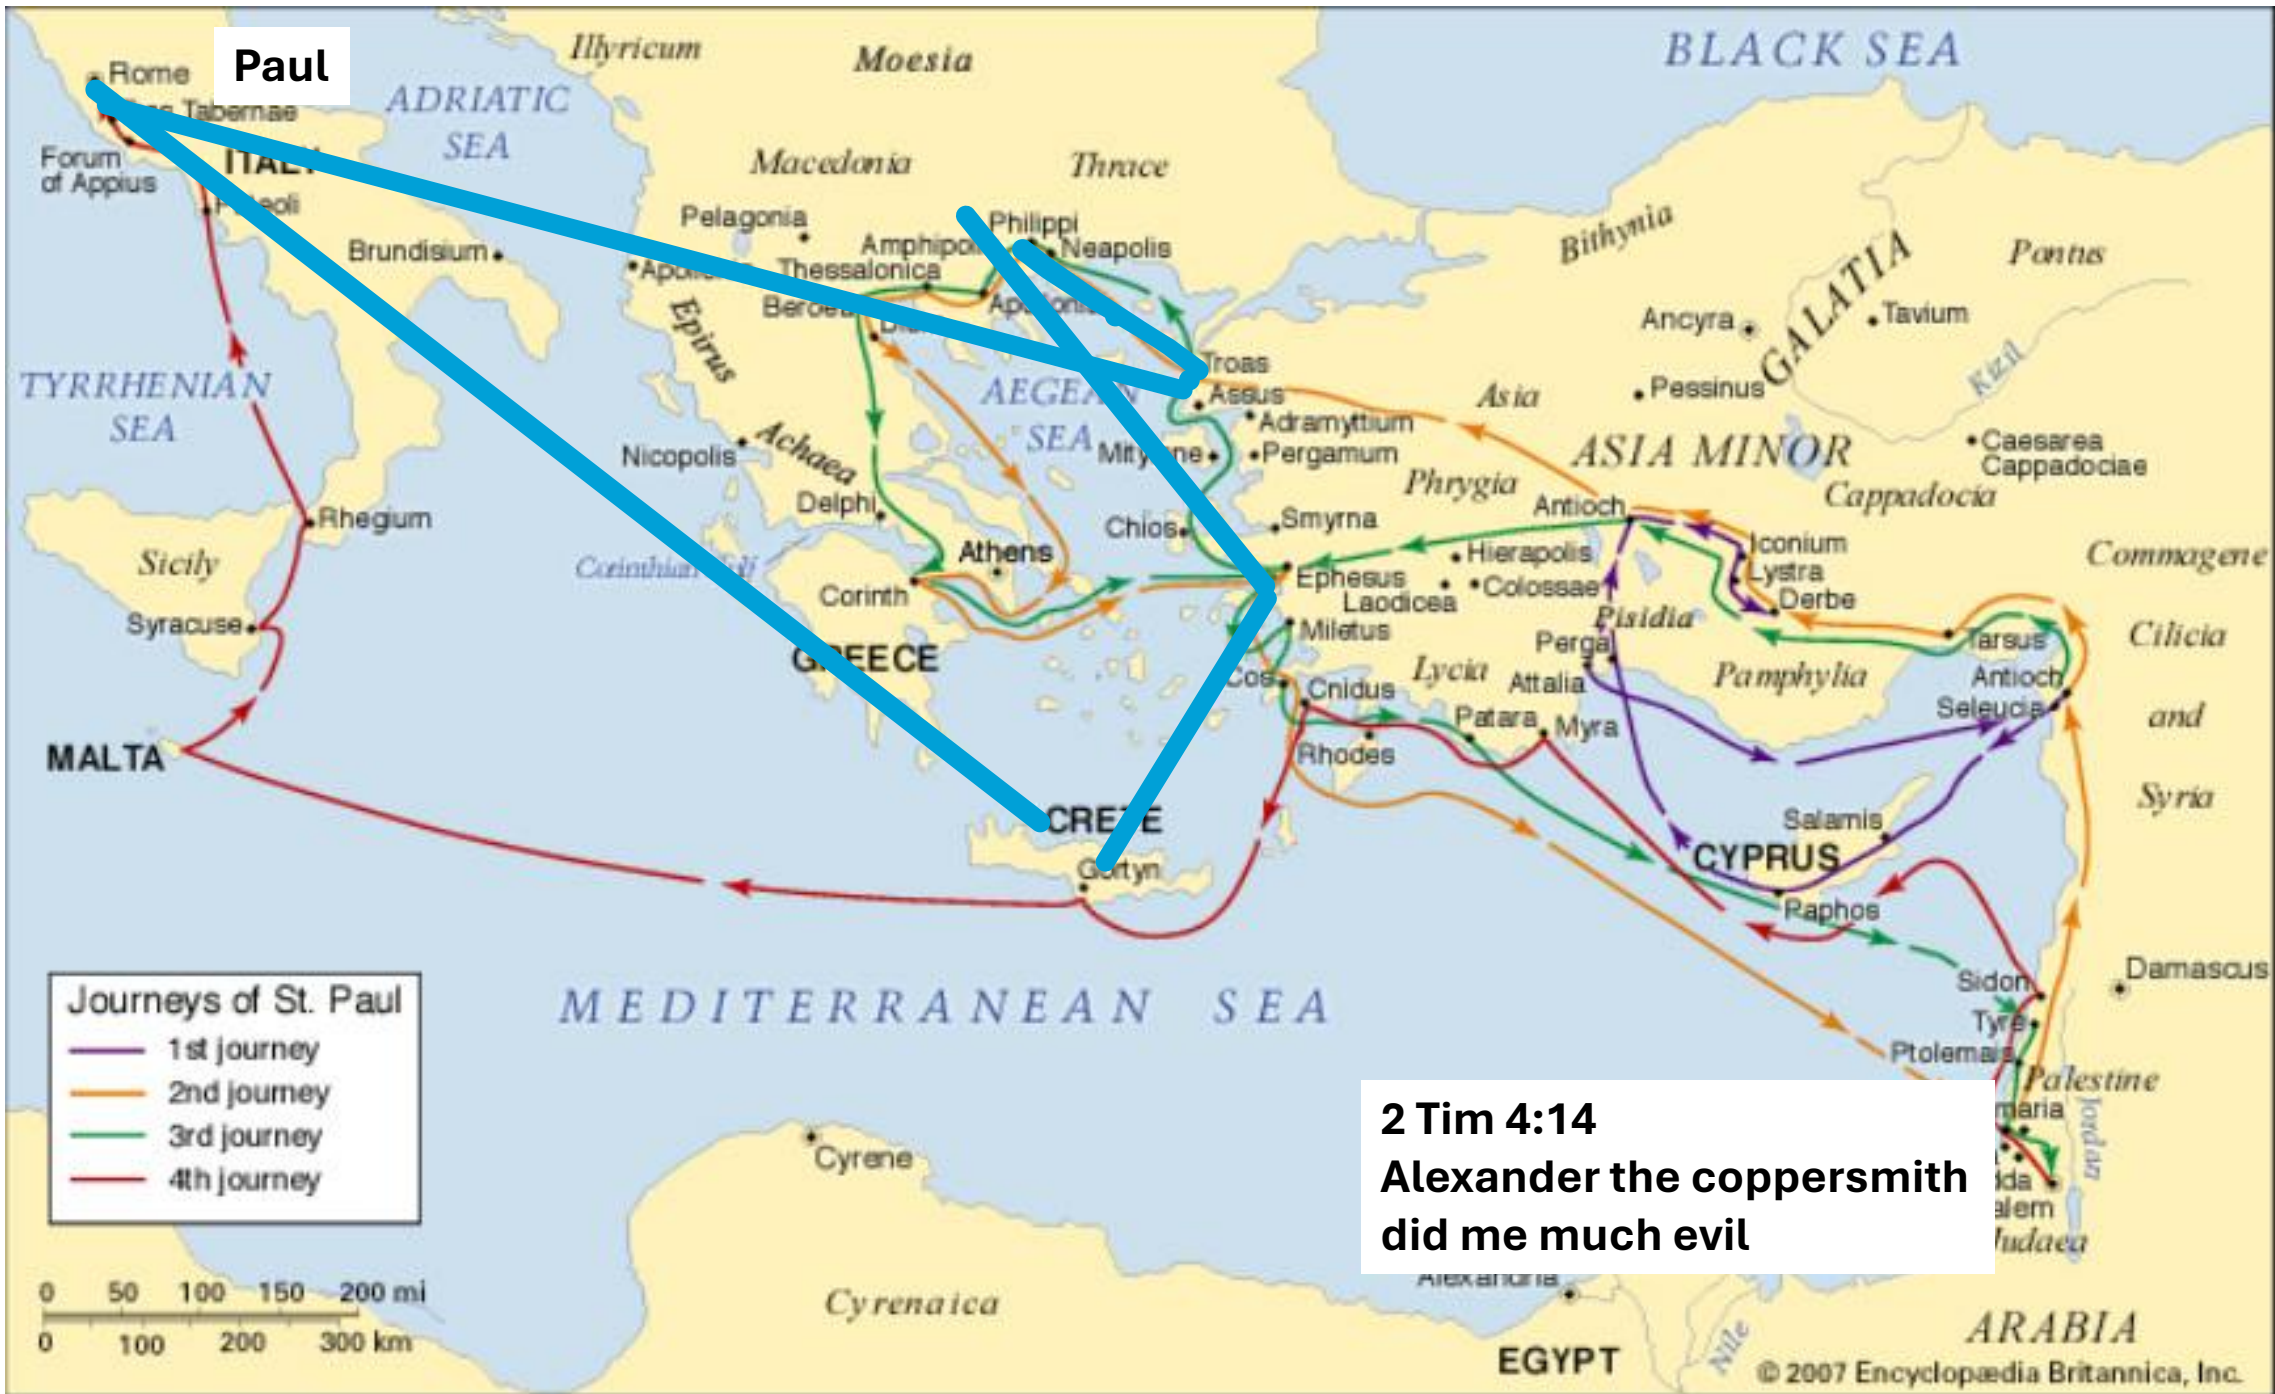 Paul
Rome
Tabernae
Forum
of Appius
ITALY
Brundisium
ADRIATIC
SEA
Illyricum
Moesia
BLACK SEA
Macedonia
Thrace
Pelagonia
Philippi
Neapolis
Thessalonica
Epirus
Bithynia
Pontus
GALATIA
Ancyra
Tavium
Pessinus
Kizil
TYRRHENIAN
SEA
AEGEAN
SEA
Troas
Assus
Adramyttium
Pergamum
Asia
ASIA MINOR
Caesarea
Cappadociae
Phrygia
Cappadocia
Nicopolis
Achaea
Delphi
Chios
Smyrna
Antioch
Rhegium
Sicily
Syracuse
Athens
Corinth
GREECE
Ephesus
Hierapolis
Laodicea
Colossae
Iconium
Lystra
Derbe
Commagene
Miletus
Pisidia
Perga
Attalia
Lycia
Pamphylia
Tarsus
Cilicia
Antioch
Seleucia
and
Syria
Cos
Cnidus
Rhodes
Patara
Myra
MALTA
CRETE
Gortyn
Salamis
CYPRUS
Raphos
MEDITERRANEAN SEA
Sidon
Damascus
Tyre
Ptolemais
Palestine
Jordan
Judaea
Journeys of St. Paul
1st journey
2nd journey
3rd journey
4th journey
2 Tim 4:14
Alexander the coppersmith
did me much evil
Cyrene
Cyrenaica
Alexandria
EGYPT
Nile
ARABIA
0 50 100 150 200 mi
0 100 200 300 km
© 2007 Encyclopædia Britannica, Inc.